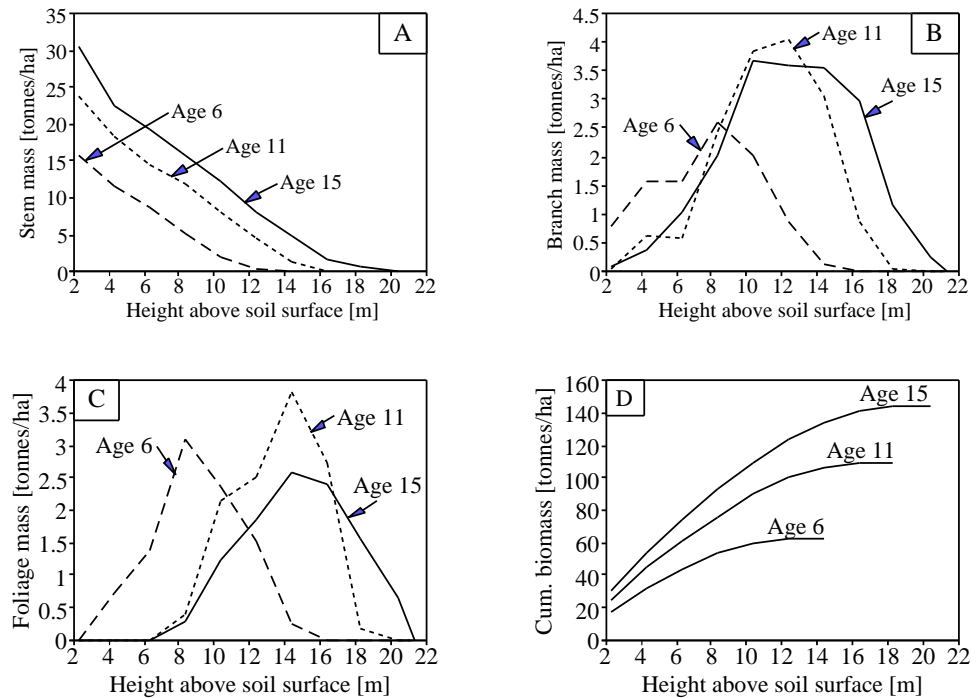 A
Stem mass [tonnes/ha]
35
30
25
20
15
10
5
0
Age 6
Age 11
Age 15
2 4 6 8 10 12 14 16 18 20 22
Height above soil surface [m]
B
Branch mass [tonnes/ha]
4.5
4
3.5
3
2.5
2
1.5
1
0.5
0
Age 11
Age 15
Age 6
2 4 6 8 10 12 14 16 18 20 22
Height above soil surface [m]
C
Foliage mass [tonnes/ha]
4
3.5
3
2.5
2
1.5
1
0.5
0
Age 11
Age 6
Age 15
2 4 6 8 10 12 14 16 18 20 22
Height above soil surface [m]
D
Cum. biomass [tonnes/ha]
160
140
120
100
80
60
40
20
0
Age 15
Age 11
Age 6
2 4 6 8 10 12 14 16 18 20 22
Height above soil surface [m]